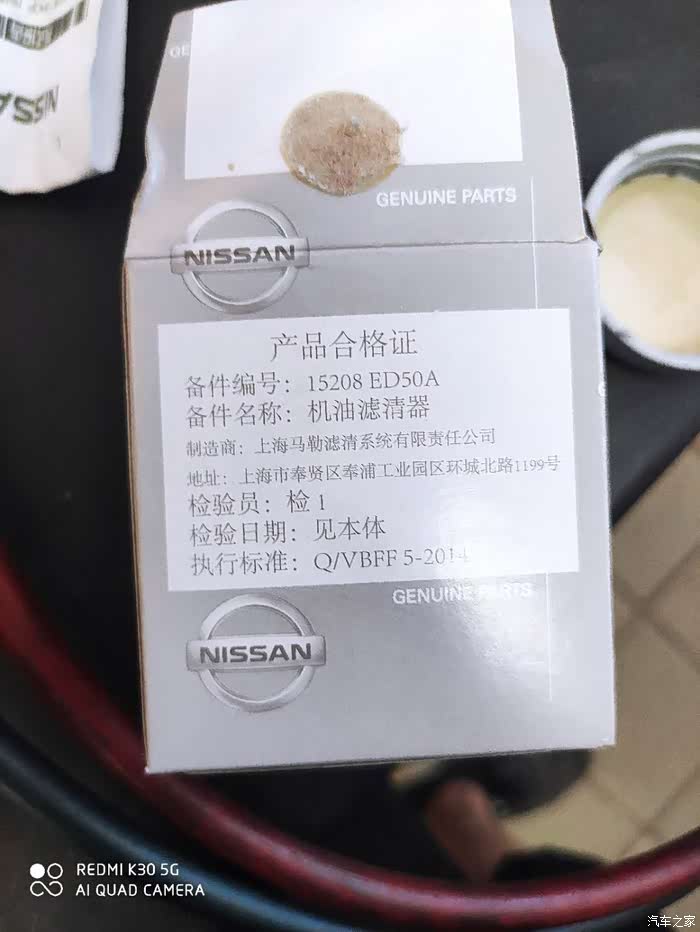 NISSA
GE
GENUINE PARTS
NISSAN
产品合格证
备件编号：15208 ED50A
备件名称：机油滤清器
制造商：上海马勒滤清系统有限责任公司
地址：上海市奉贤区奉浦工业园区环城北路1199号
检验员：检 1
检验日期：见本体
执行标准：Q/VBFF 5-2014
GENUINE PARTS
NISSAN
REDMI K30 5G
AI QUAD CAMERA
汽车之家